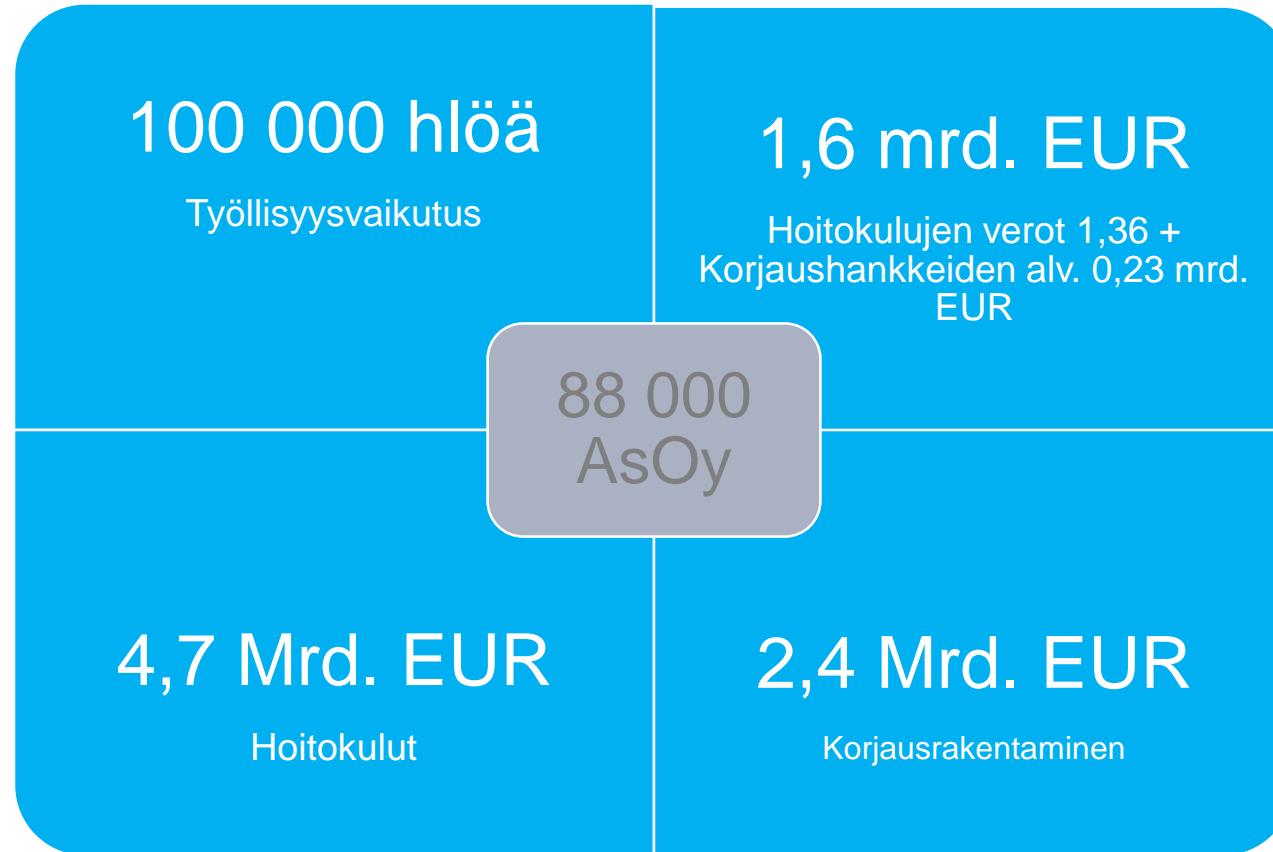 100 000 hlöä
Työllisyysvaikutus
1,6 mrd. EUR
Hoitokulujen verot 1,36 +
Korjaushankkeiden alv. 0,23 mrd.
EUR
88 000
AsOy
4,7 Mrd. EUR
Hoitokulut
2,4 Mrd. EUR
Korjausrakentaminen